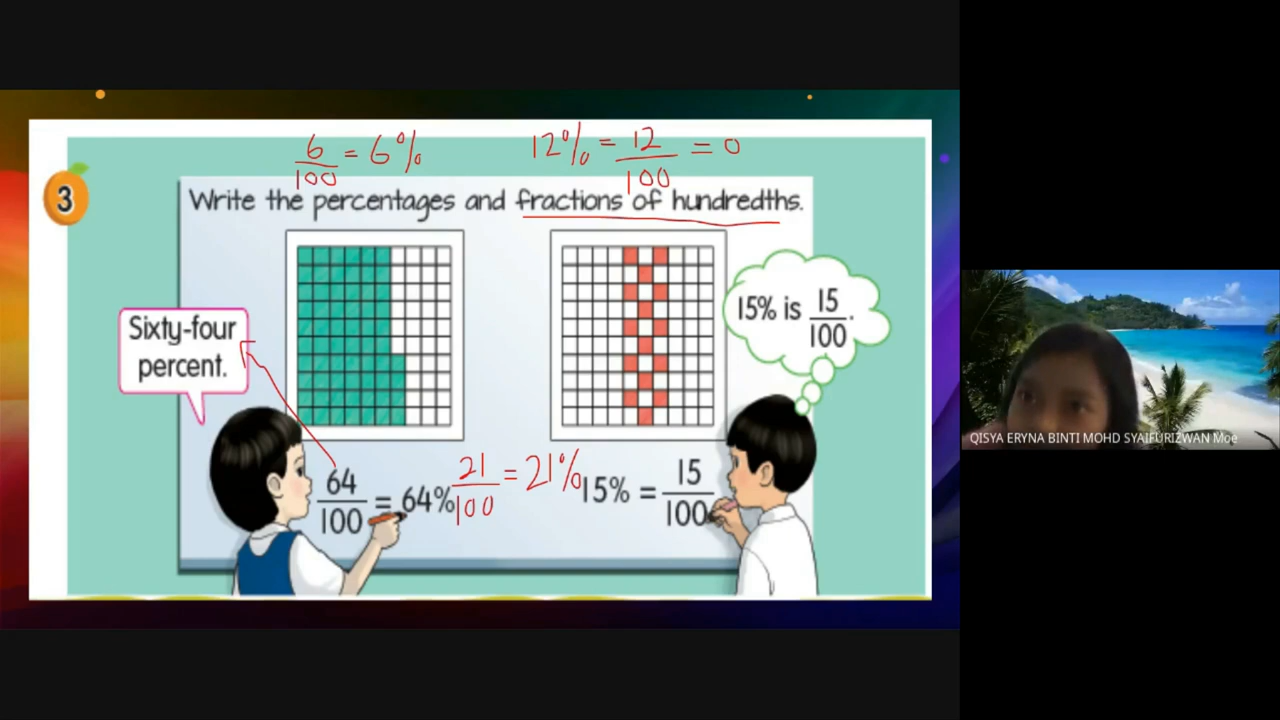 6/100 = 6%
12% = 12/100 = 0
3
Write the percentages and fractions of hundredths.
Sixty-four
percent.
15% is 15/100.
64/100 = 64%
21/100 = 21%
15% = 15/100
QISYA ERYNA BINTI MOHD SYAIFURIZWAN Moe